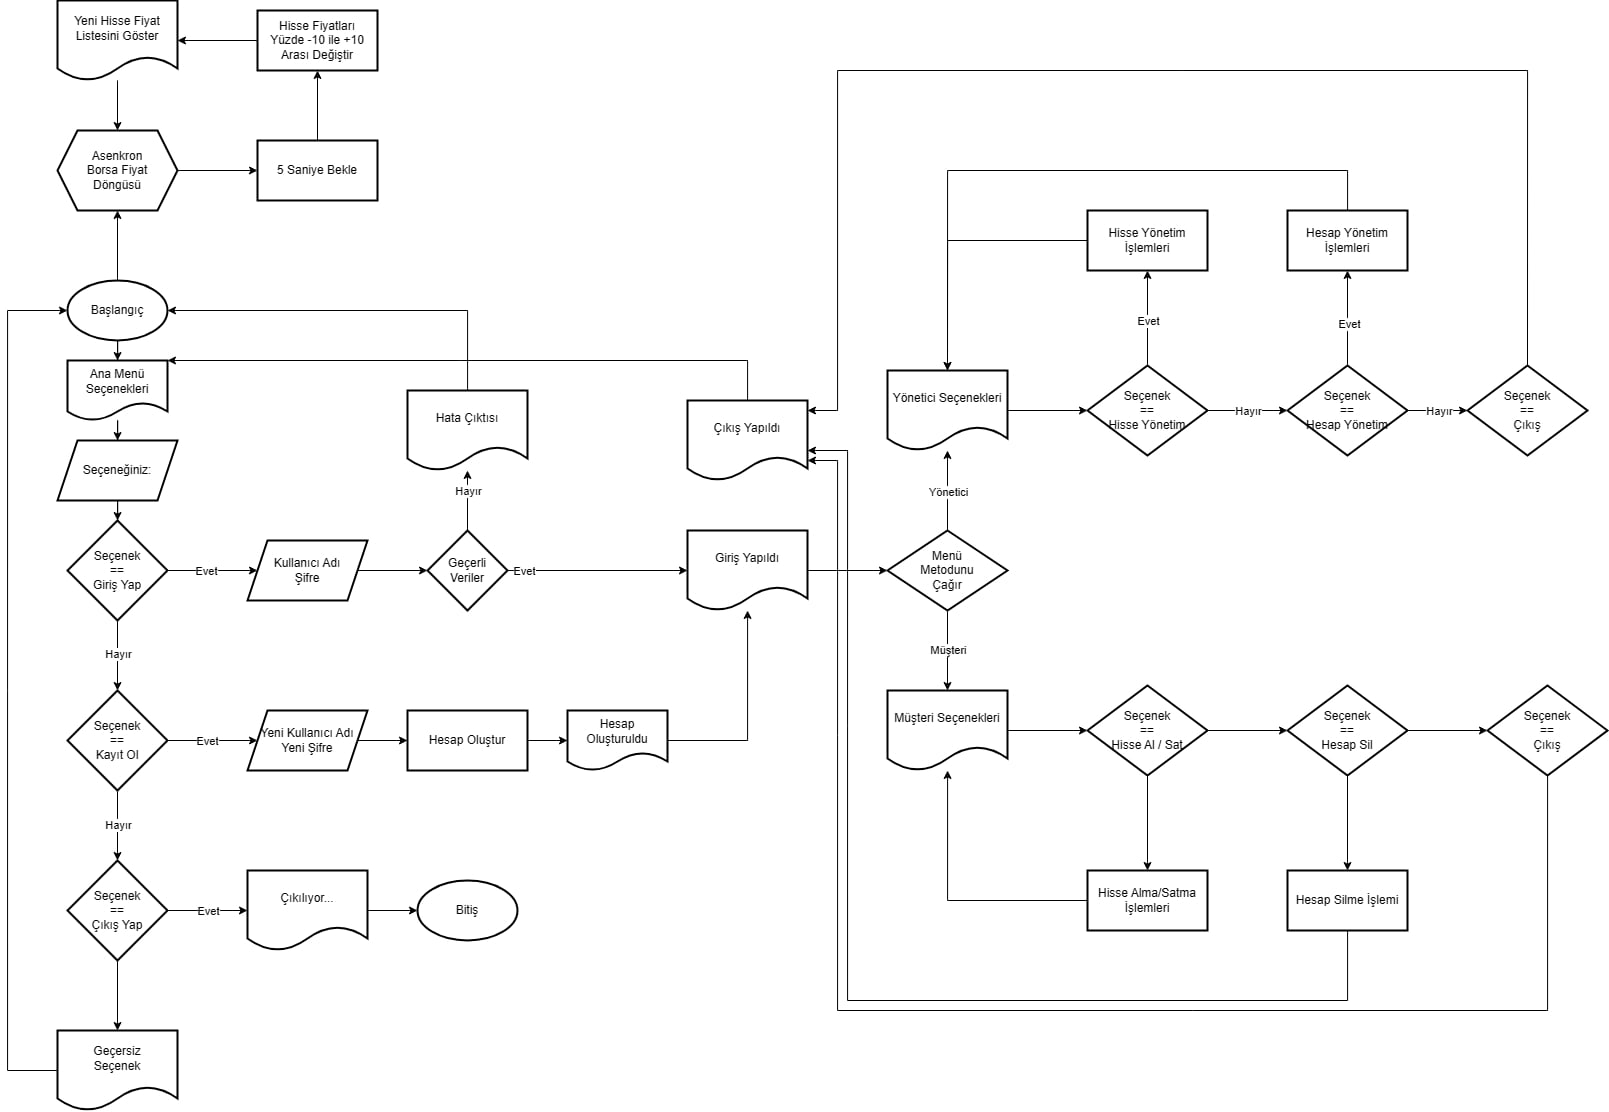 Yeni Hisse Fiyat
Listesini Göster
Hisse Fiyatları
Yüzde -10 ile +10
Arası Değiştir
Asenkron
Borsa Fiyat
Döngüsü
5 Saniye Bekle
Başlangıç
Ana Menü
Seçenekleri
Seçeneğiniz:
Seçenek
==
Giriş Yap
Evet
Kullanıcı Adı
Şifre
Geçerli
Veriler
Hayır
Hata Çıktısı
Evet
Giriş Yapıldı
Çıkış Yapıldı
Hayır
Seçenek
==
Kayıt Ol
Evet
Yeni Kullanıcı Adı
Yeni Şifre
Hesap Oluştur
Hesap
Oluşturuldu
Hayır
Seçenek
==
Çıkış Yap
Evet
Çıkılıyor...
Bitiş
Geçersiz
Seçenek
Menü
Metodunu
Çağır
Yönetici
Yönetici Seçenekleri
Seçenek
==
Hisse Yönetim
Evet
Hisse Yönetim
İşlemleri
Hayır
Seçenek
==
Hesap Yönetim
Evet
Hesap Yönetim
İşlemleri
Hayır
Seçenek
==
Çıkış
Müşteri
Müşteri Seçenekleri
Seçenek
==
Hisse Al / Sat
Hisse Alma/Satma
İşlemleri
Seçenek
==
Hesap Sil
Hesap Silme İşlemi
Seçenek
==
Çıkış